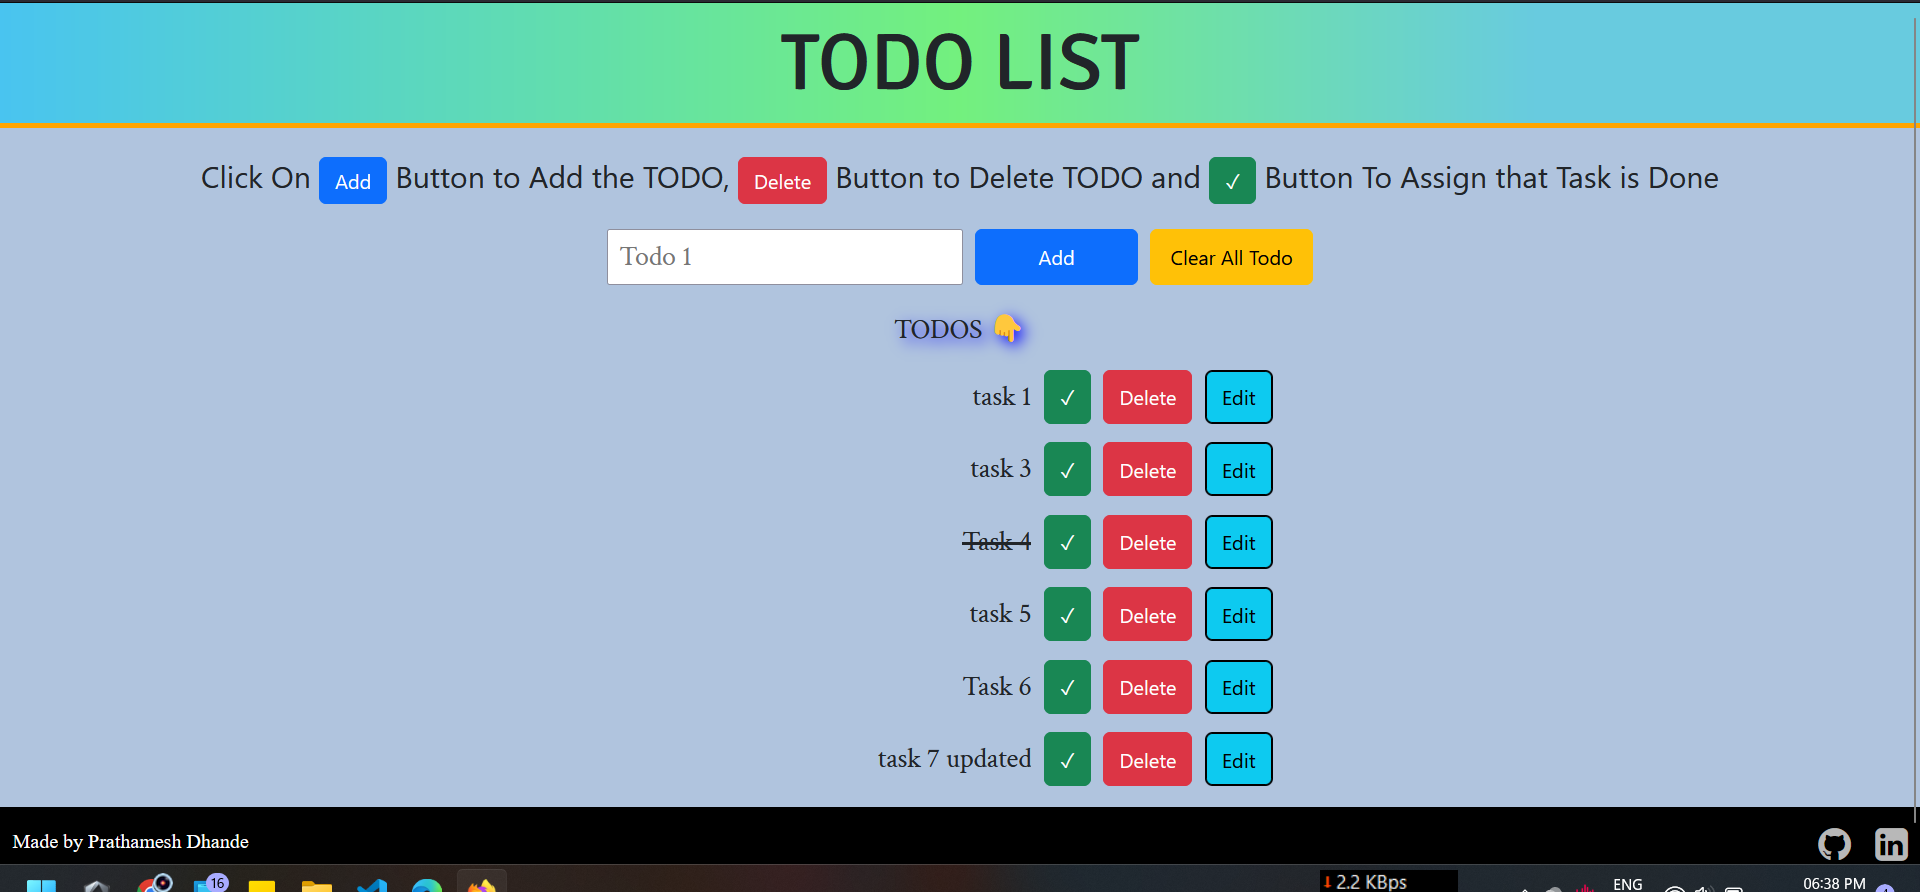 TODO LIST
Click On Add Button to Add the TODO, Delete Button to Delete TODO and ✓ Button To Assign that Task is Done
Todo 1 Add Clear All Todo
TODOS 👇
task 1 ✓ Delete Edit
task 3 ✓ Delete Edit
Task 4 ✓ Delete Edit
task 5 ✓ Delete Edit
Task 6 ✓ Delete Edit
task 7 updated ✓ Delete Edit
Made by Prathamesh Dhande
in
16
2.2 KBps
ENG
06:38 PM
4